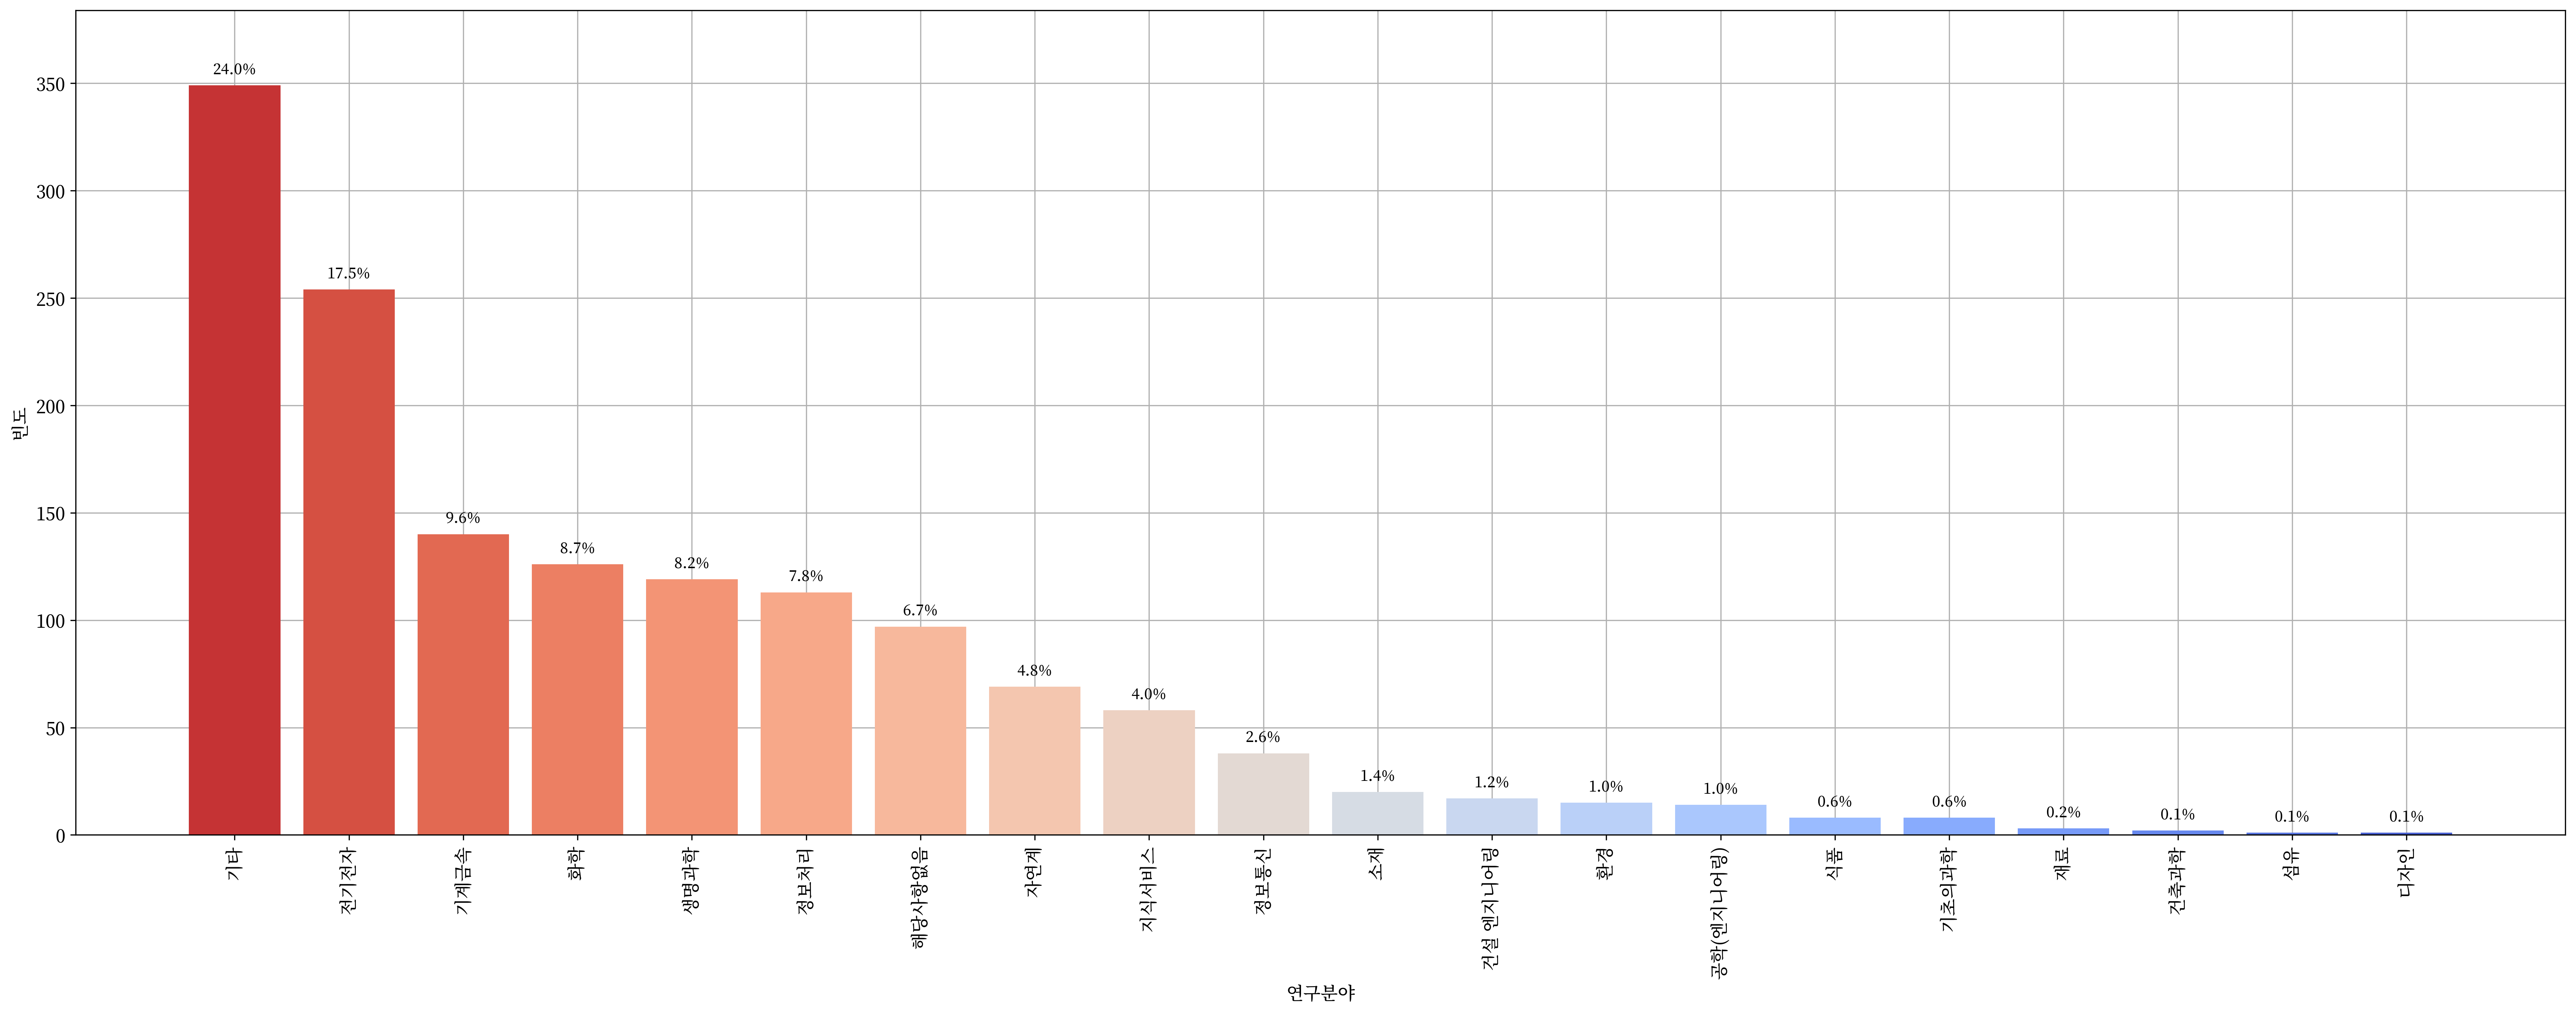 24.0%
17.5%
9.6%
8.7%
8.2%
7.8%
6.7%
4.8%
4.0%
2.6%
1.4%
1.2%
1.0%
1.0%
0.6%
0.6%
0.2%
0.1%
0.1%
0.1%
350
300
250
200
150
100
50
0
빈도
기타
전기전자
기계금속
화학
생명과학
정보처리
해당사항없음
자연계
지식서비스
정보통신
소재
건설 엔지니어링
환경
공학(엔지니어링)
식품
기초의과학
재료
건축과학
섬유
디자인
연구분야